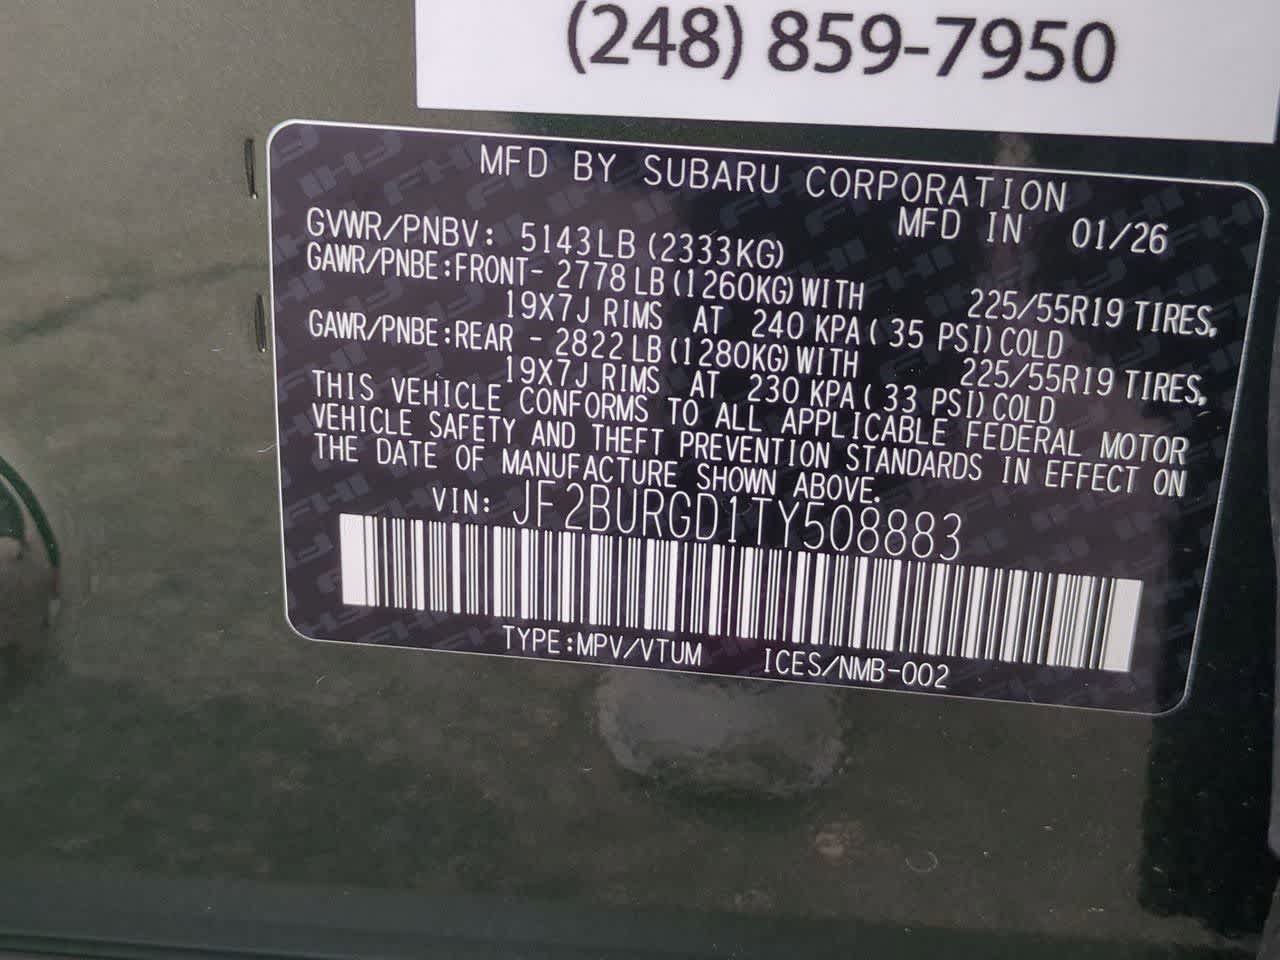 (248) 859-7950
MFD BY SUBARU CORPORATION
GVWR/PNBV: 5143LB (2333KG) MFD IN 01/26
GAWR/PNBE:FRONT- 2778 LB (1260KG) WITH 225/55R19 TIRES,
19X7J RIMS AT 240 KPA ( 35 PSI) COLD
GAWR/PNBE:REAR - 2822 LB (1280KG) WITH 225/55R19 TIRES,
19X7J RIMS AT 230 KPA ( 33 PSI) COLD
THIS VEHICLE CONFORMS TO ALL APPLICABLE FEDERAL MOTOR
VEHICLE SAFETY AND THEFT PREVENTION STANDARDS IN EFFECT ON
THE DATE OF MANUFACTURE SHOWN ABOVE.
VIN: JF2BURGD1TY508883
TYPE:MPV/VTUM ICES/NMB-002